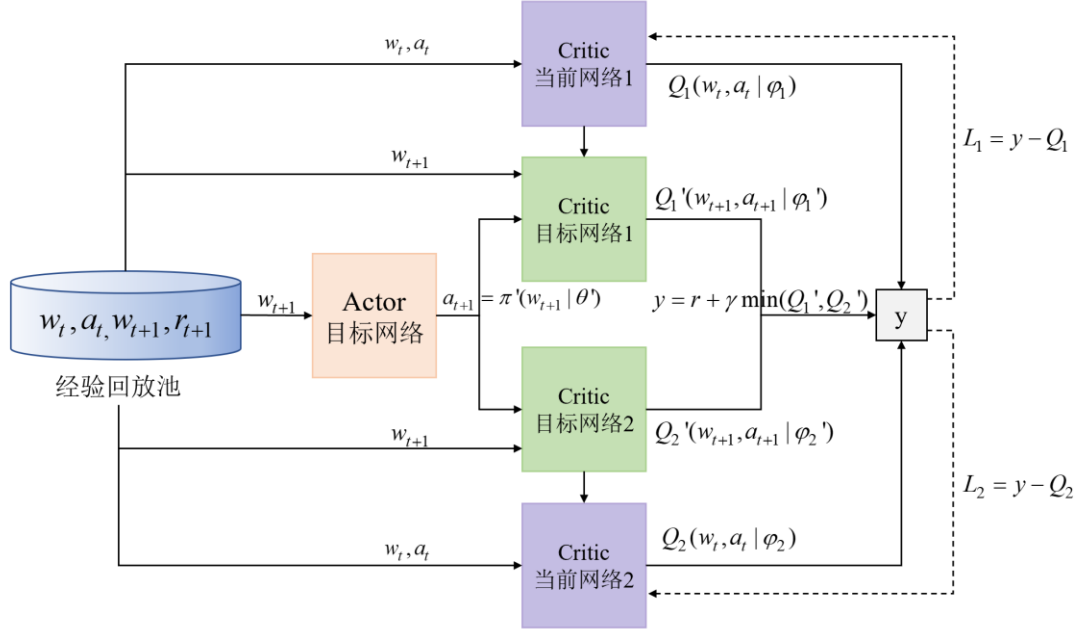 w_t, a_t
Critic
当前网络1
Q_1(w_t, a_t | φ_1)
L_1 = y − Q_1
w_{t+1}
Critic
目标网络1
Q_1'(w_{t+1}, a_{t+1} | φ_1')
w_t, a_t, w_{t+1}, r_{t+1}
经验回放池
w_{t+1}
Actor
目标网络
a_{t+1} = π'(w_{t+1} | θ')
y = r + γ min(Q_1', Q_2')
y
w_{t+1}
Critic
目标网络2
Q_2'(w_{t+1}, a_{t+1} | φ_2')
L_2 = y − Q_2
w_t, a_t
Critic
当前网络2
Q_2(w_t, a_t | φ_2)